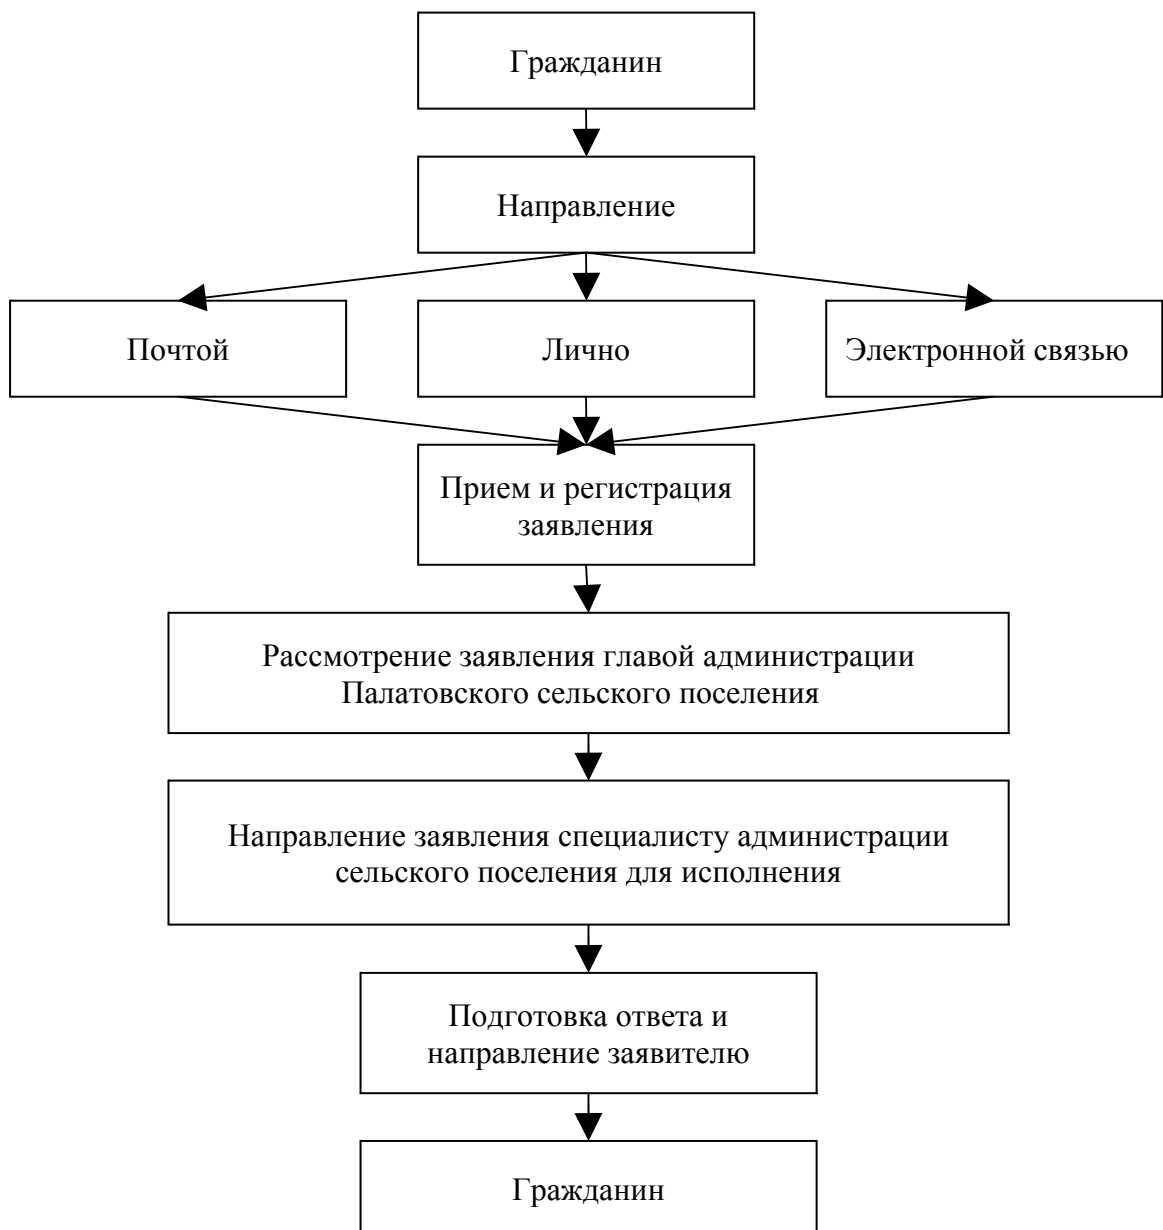 Гражданин
Направление
Почтой
Лично
Электронной связью
Прием и регистрация
заявления
Рассмотрение заявления главой администрации
Палатовского сельского поселения
Направление заявления специалисту администрации
сельского поселения для исполнения
Подготовка ответа и
направление заявителю
Гражданин